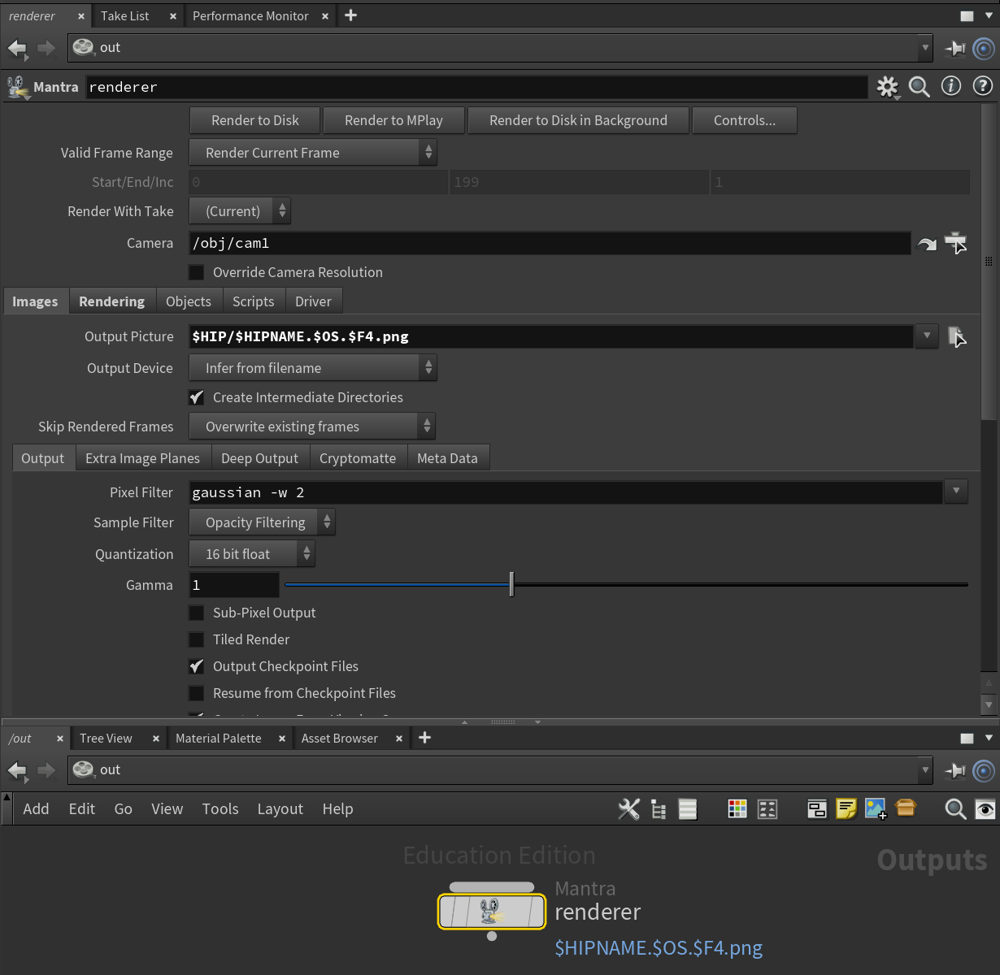 renderer Take List Performance Monitor
out
Mantra renderer
Render to Disk Render to MPlay Render to Disk in Background Controls...
Valid Frame Range Render Current Frame
Start/End/Inc 0 199 1
Render With Take (Current)
Camera /obj/cam1
Override Camera Resolution
Images Rendering Objects Scripts Driver
Output Picture $HIP/$HIPNAME.$OS.$F4.png
Output Device Infer from filename
Create Intermediate Directories
Skip Rendered Frames Overwrite existing frames
Output Extra Image Planes Deep Output Cryptomatte Meta Data
Pixel Filter gaussian -w 2
Sample Filter Opacity Filtering
Quantization 16 bit float
Gamma 1
Sub-Pixel Output
Tiled Render
Output Checkpoint Files
Resume from Checkpoint Files
/out Tree View Material Palette Asset Browser
out
Add Edit Go View Tools Layout Help
Education Edition Outputs
Mantra
renderer
$HIPNAME.$OS.$F4.png